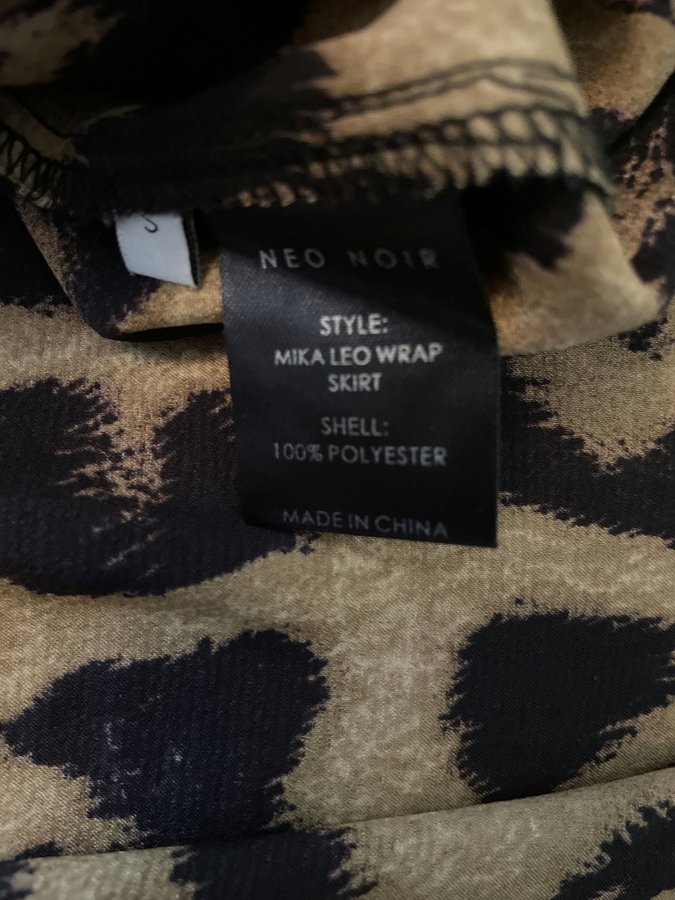 S
NEO NOIR
STYLE:
MIKA LEO WRAP
SKIRT
SHELL:
100% POLYESTER
MADE IN CHINA